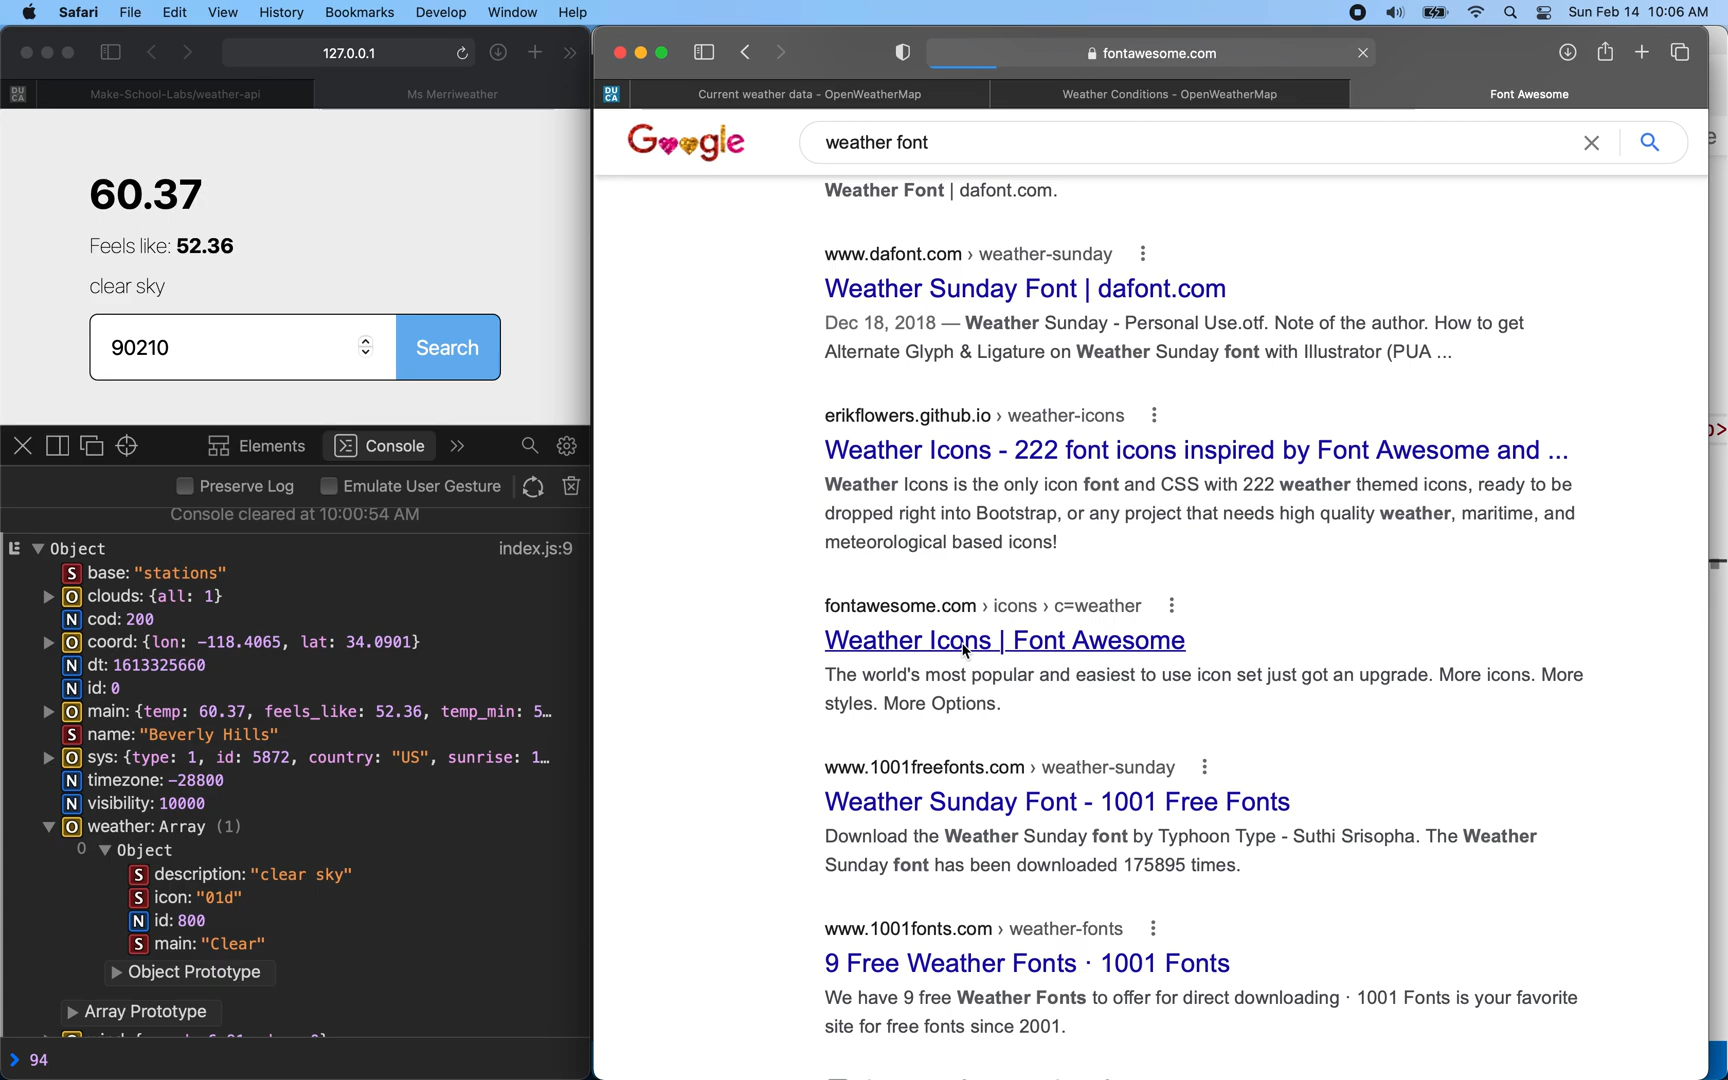 Safari File Edit View History Bookmarks Develop Window Help Sun Feb 14 10:06 AM
127.0.0.1
DU CA Make-School-Labs/weather-api Ms Merriweather
60.37
Feels like: 52.36
clear sky
90210 Search
Elements Console
Preserve Log Emulate User Gesture
Console cleared at 10:00:54 AM
E Object index.js:9
S base: "stations"
O clouds: {all: 1}
N cod: 200
O coord: {lon: -118.4065, lat: 34.0901}
N dt: 1613325660
N id: 0
O main: {temp: 60.37, feels_like: 52.36, temp_min: 5…
S name: "Beverly Hills"
O sys: {type: 1, id: 5872, country: "US", sunrise: 1…
N timezone: -28800
N visibility: 10000
O weather: Array (1)
0 Object
S description: "clear sky"
S icon: "01d"
N id: 800
S main: "Clear"
Object Prototype
Array Prototype
94
fontawesome.com
DU CA Current weather data - OpenWeatherMap Weather Conditions - OpenWeatherMap Font Awesome
Google weather font
Weather Font | dafont.com.
www.dafont.com › weather-sunday
Weather Sunday Font | dafont.com
Dec 18, 2018 — Weather Sunday - Personal Use.otf. Note of the author. How to get
Alternate Glyph & Ligature on Weather Sunday font with Illustrator (PUA ...
erikflowers.github.io › weather-icons
Weather Icons - 222 font icons inspired by Font Awesome and ...
Weather Icons is the only icon font and CSS with 222 weather themed icons, ready to be
dropped right into Bootstrap, or any project that needs high quality weather, maritime, and
meteorological based icons!
fontawesome.com › icons › c=weather
Weather Icons | Font Awesome
The world's most popular and easiest to use icon set just got an upgrade. More icons. More
styles. More Options.
www.1001freefonts.com › weather-sunday
Weather Sunday Font - 1001 Free Fonts
Download the Weather Sunday font by Typhoon Type - Suthi Srisopha. The Weather
Sunday font has been downloaded 175895 times.
www.1001fonts.com › weather-fonts
9 Free Weather Fonts · 1001 Fonts
We have 9 free Weather Fonts to offer for direct downloading · 1001 Fonts is your favorite
site for free fonts since 2001.